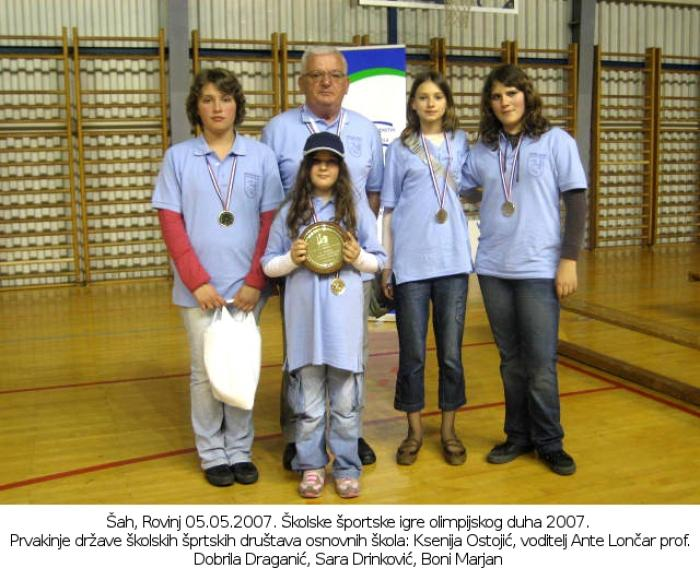 Šah, Rovinj 05.05.2007. Školske športske igre olimpijskog duha 2007.
Prvakinje države školskih šprtskih društava osnovnih škola: Ksenija Ostojić, voditelj Ante Lončar prof.
Dobrila Draganić, Sara Drinković, Boni Marjan